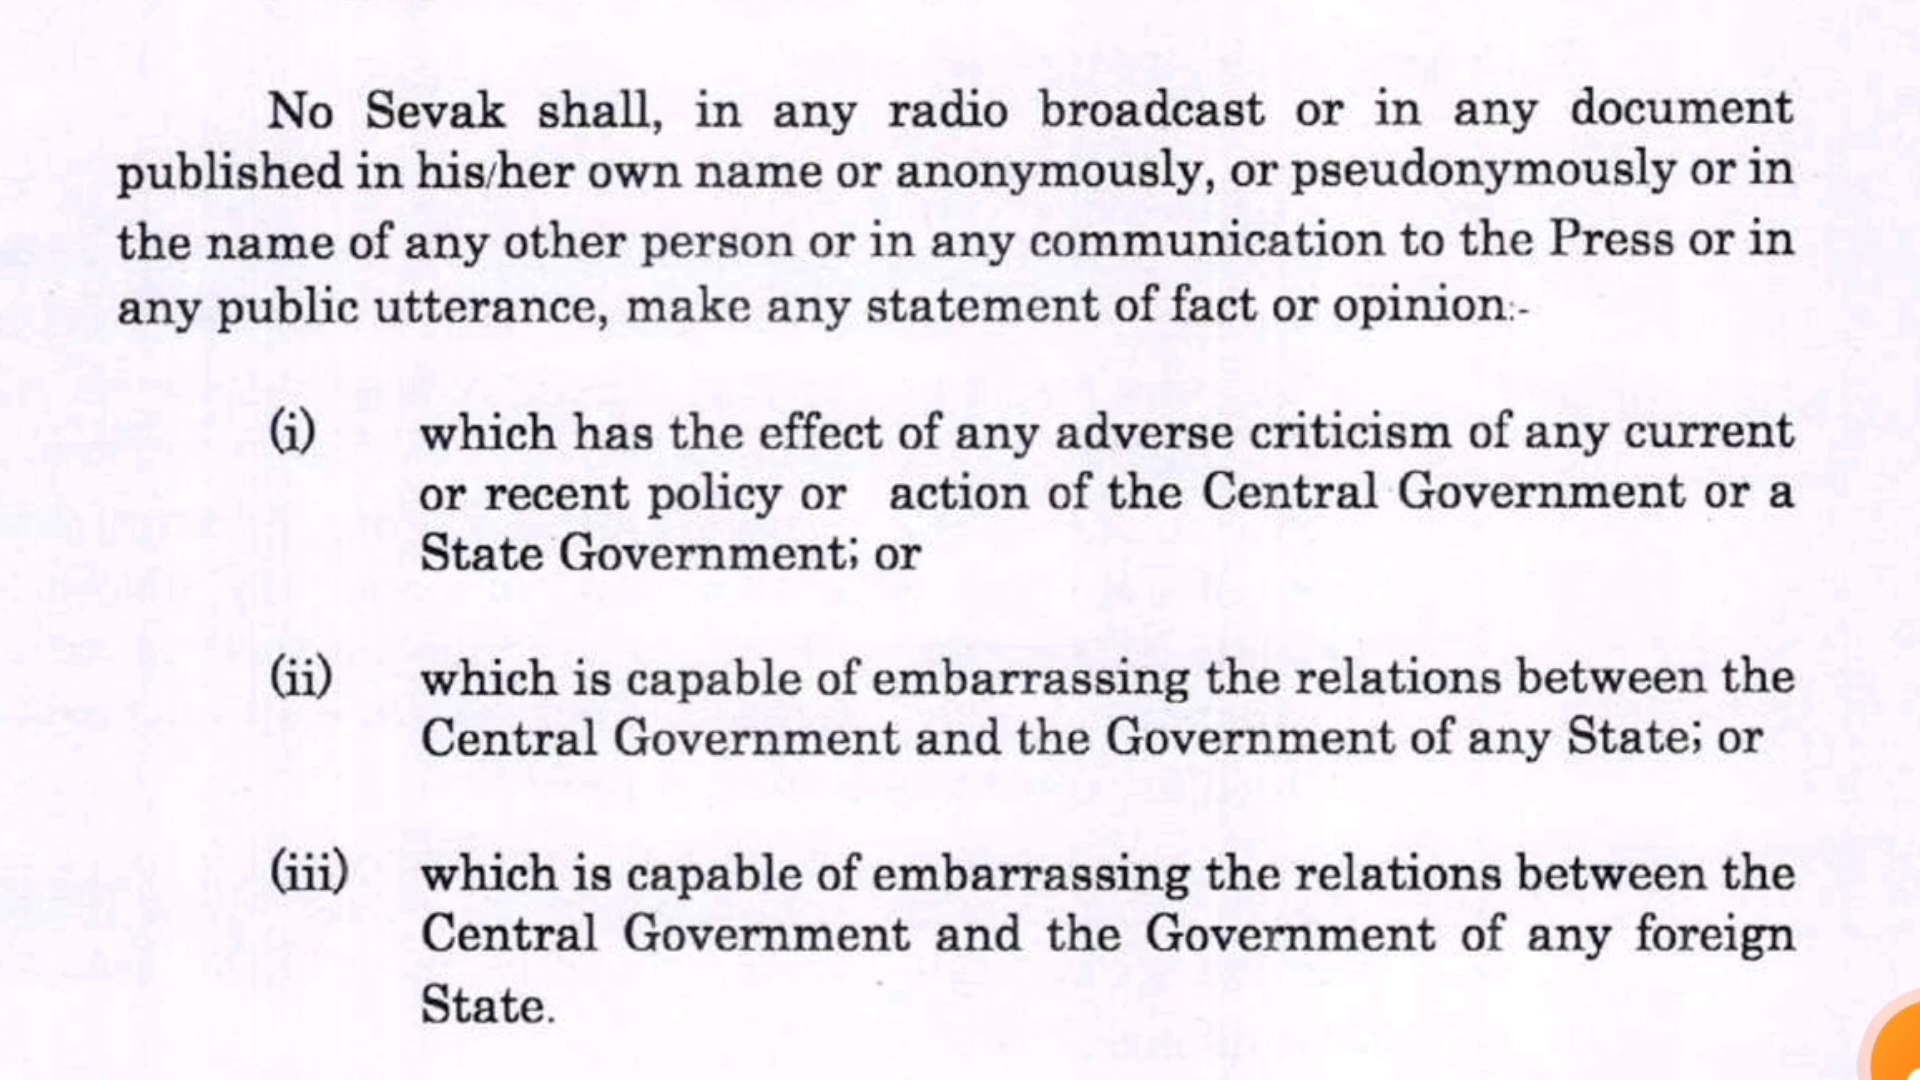 No Sevak shall, in any radio broadcast or in any document
published in his/her own name or anonymously, or pseudonymously or in
the name of any other person or in any communication to the Press or in
any public utterance, make any statement of fact or opinion:-
(i) which has the effect of any adverse criticism of any current
or recent policy or action of the Central Government or a
State Government; or
(ii) which is capable of embarrassing the relations between the
Central Government and the Government of any State; or
(iii) which is capable of embarrassing the relations between the
Central Government and the Government of any foreign
State.